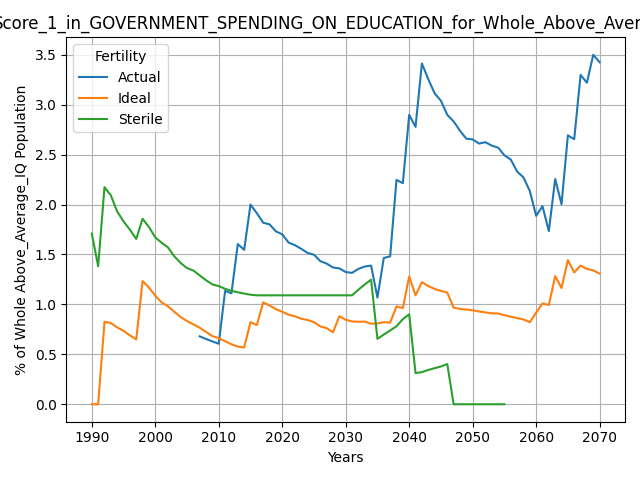 Score_1_in_GOVERNMENT_SPENDING_ON_EDUCATION_for_Whole_Above_Aver
Fertility
Actual
Ideal
Sterile
% of Whole Above_Average_IQ Population
3.5
3.0
2.5
2.0
1.5
1.0
0.5
0.0
1990 2000 2010 2020 2030 2040 2050 2060 2070
Years